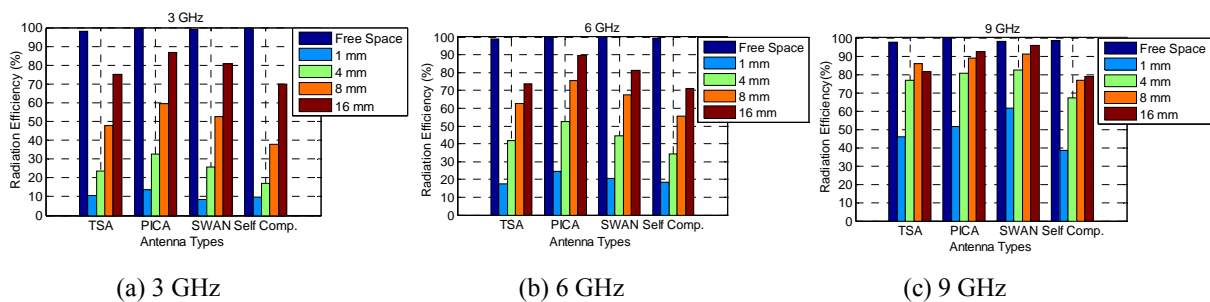 3 GHz
Radiation Efficiency (%)
100
90
80
70
60
50
40
30
20
10
0
TSA PICA SWAN Self Comp.
Antenna Types
Free Space
1 mm
4 mm
8 mm
16 mm
(a) 3 GHz
6 GHz
Radiation Efficiency (%)
100
90
80
70
60
50
40
30
20
10
0
TSA PICA SWAN Self Comp.
Antenna Types
Free Space
1 mm
4 mm
8 mm
16 mm
(b) 6 GHz
9 GHz
Radiation Efficiency (%)
100
90
80
70
60
50
40
30
20
10
0
TSA PICA SWAN Self Comp.
Antenna Types
Free Space
1 mm
4 mm
8 mm
16 mm
(c) 9 GHz